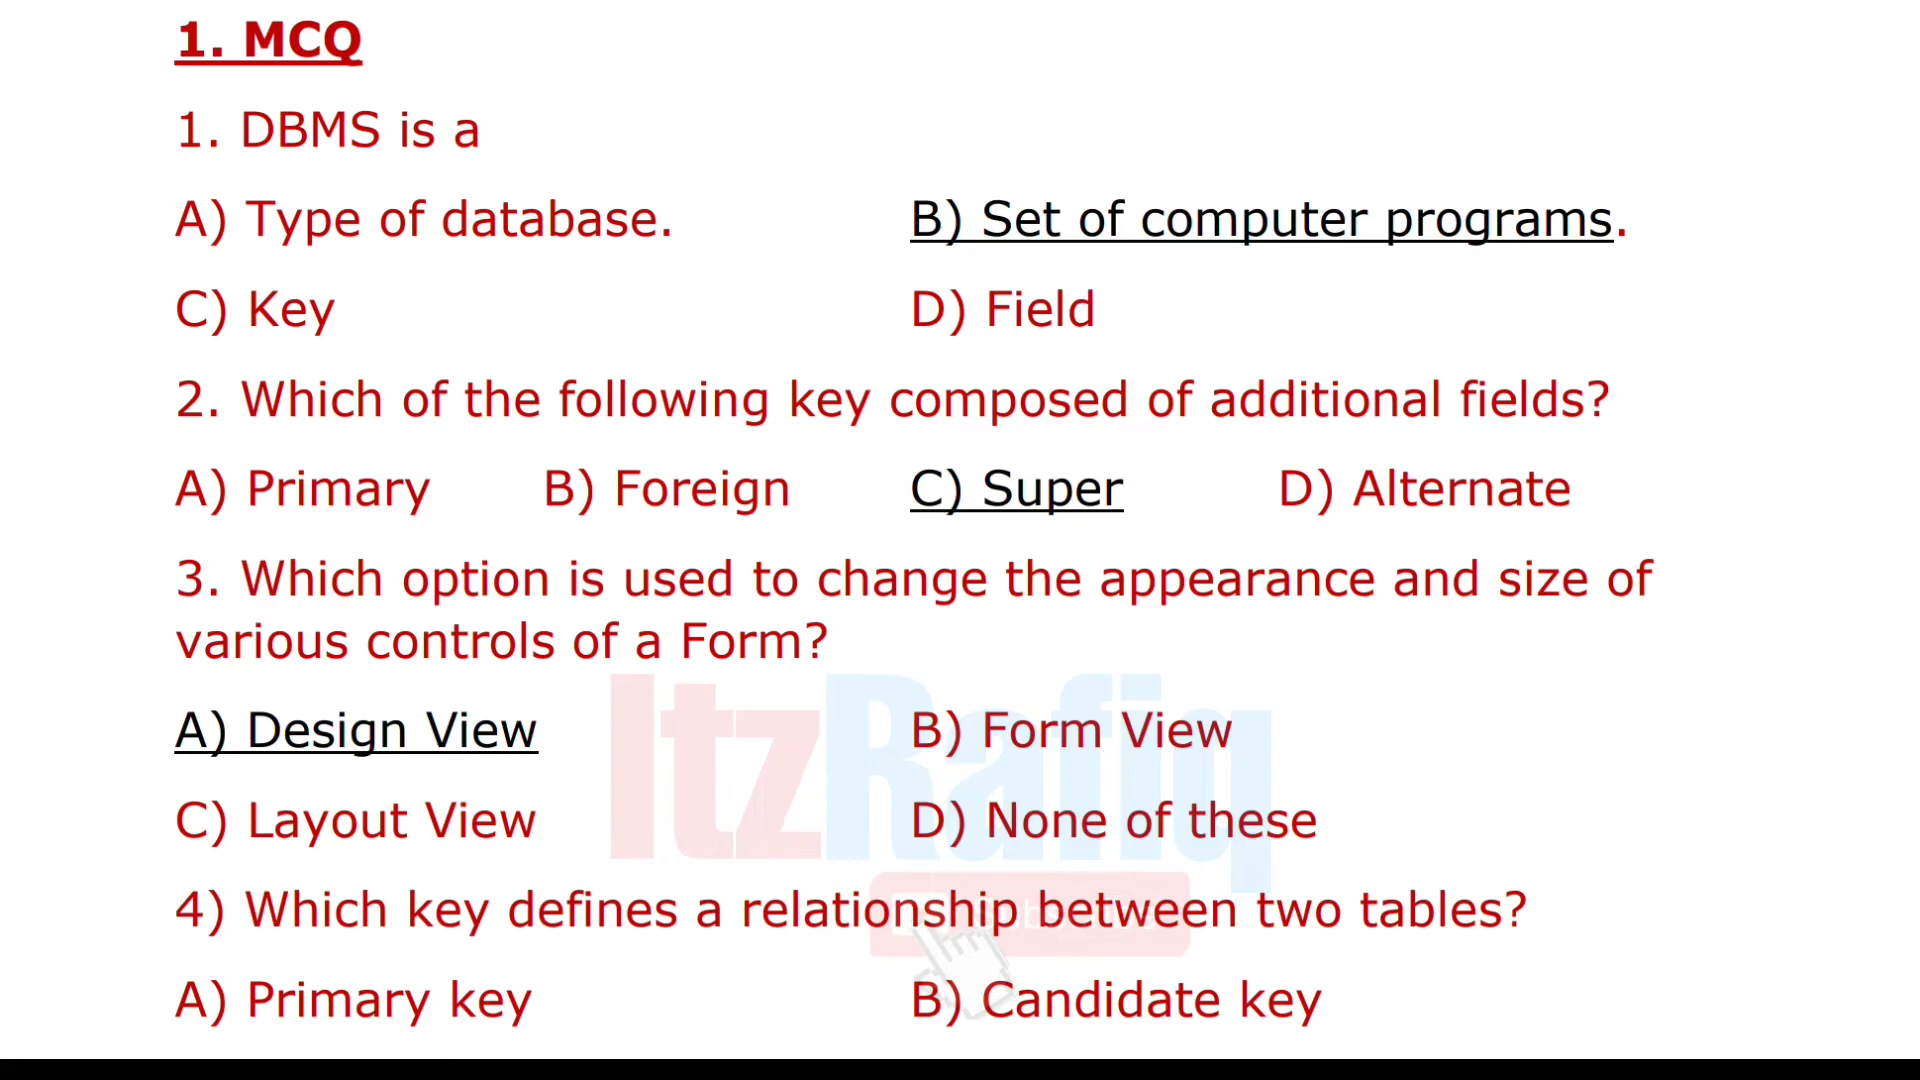 1. MCQ
1. DBMS is a
A) Type of database. B) Set of computer programs.
C) Key D) Field
2. Which of the following key composed of additional fields?
A) Primary B) Foreign C) Super D) Alternate
3. Which option is used to change the appearance and size of
various controls of a Form?
A) Design View B) Form View
C) Layout View D) None of these
ItzRafiq
4) Which key defines a relationship between two tables?
A) Primary key B) Candidate key